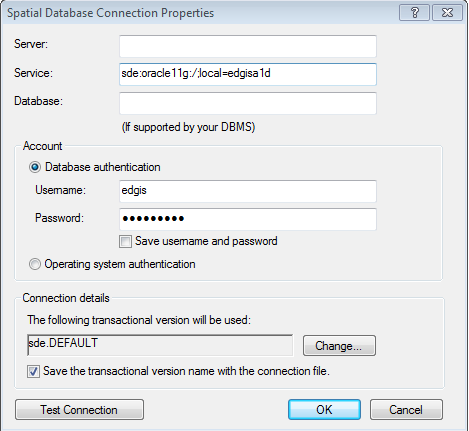 Spatial Database Connection Properties
Server:
Service: sde:oracle11g:/;local=edgisa1d
Database:
(If supported by your DBMS)
Account
Database authentication
Username: edgis
Password: ●●●●●●●●●
Save username and password
Operating system authentication
Connection details
The following transactional version will be used:
sde.DEFAULT Change...
Save the transactional version name with the connection file.
Test Connection OK Cancel